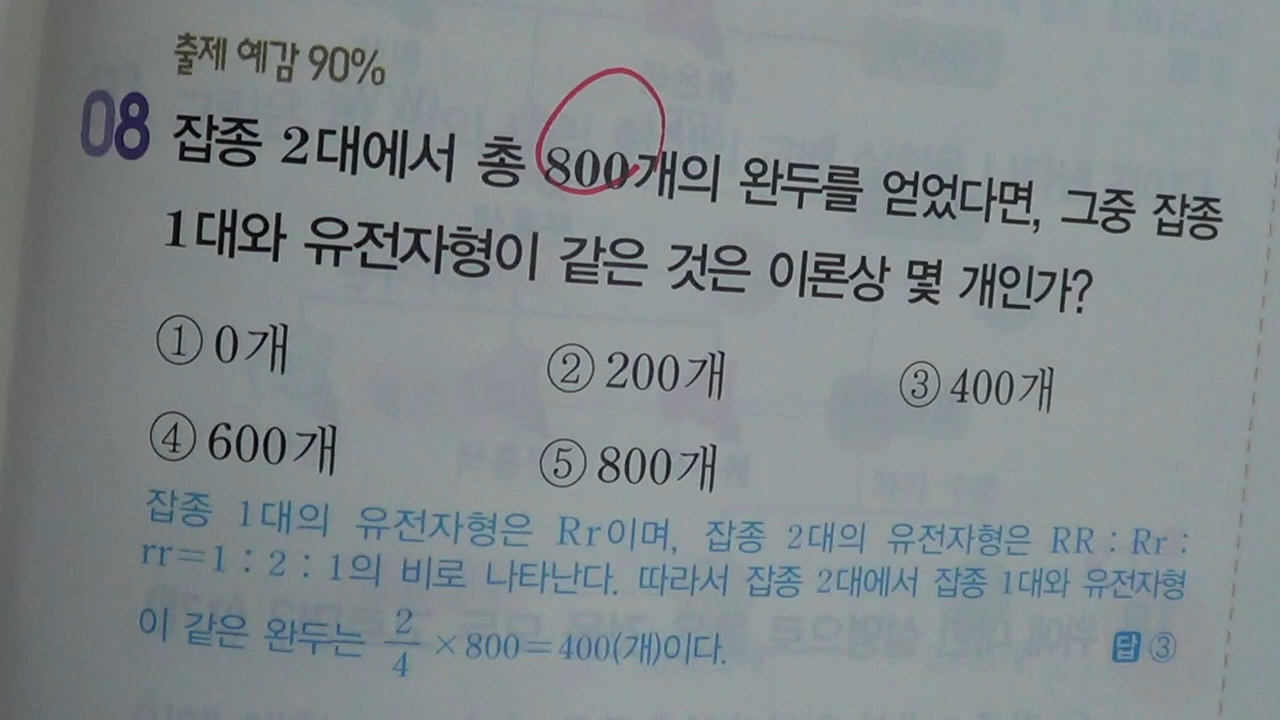 출제 예감 90%
08 잡종 2대에서 총 800개의 완두를 얻었다면, 그중 잡종
1대와 유전자형이 같은 것은 이론상 몇 개인가?
① 0개 ② 200개 ③ 400개
④ 600개 ⑤ 800개
잡종 1대의 유전자형은 Rr이며, 잡종 2대의 유전자형은 RR : Rr :
rr=1 : 2 : 1의 비로 나타난다. 따라서 잡종 2대에서 잡종 1대와 유전자형
이 같은 완두는 2/4 ×800=400(개)이다. 답 ③